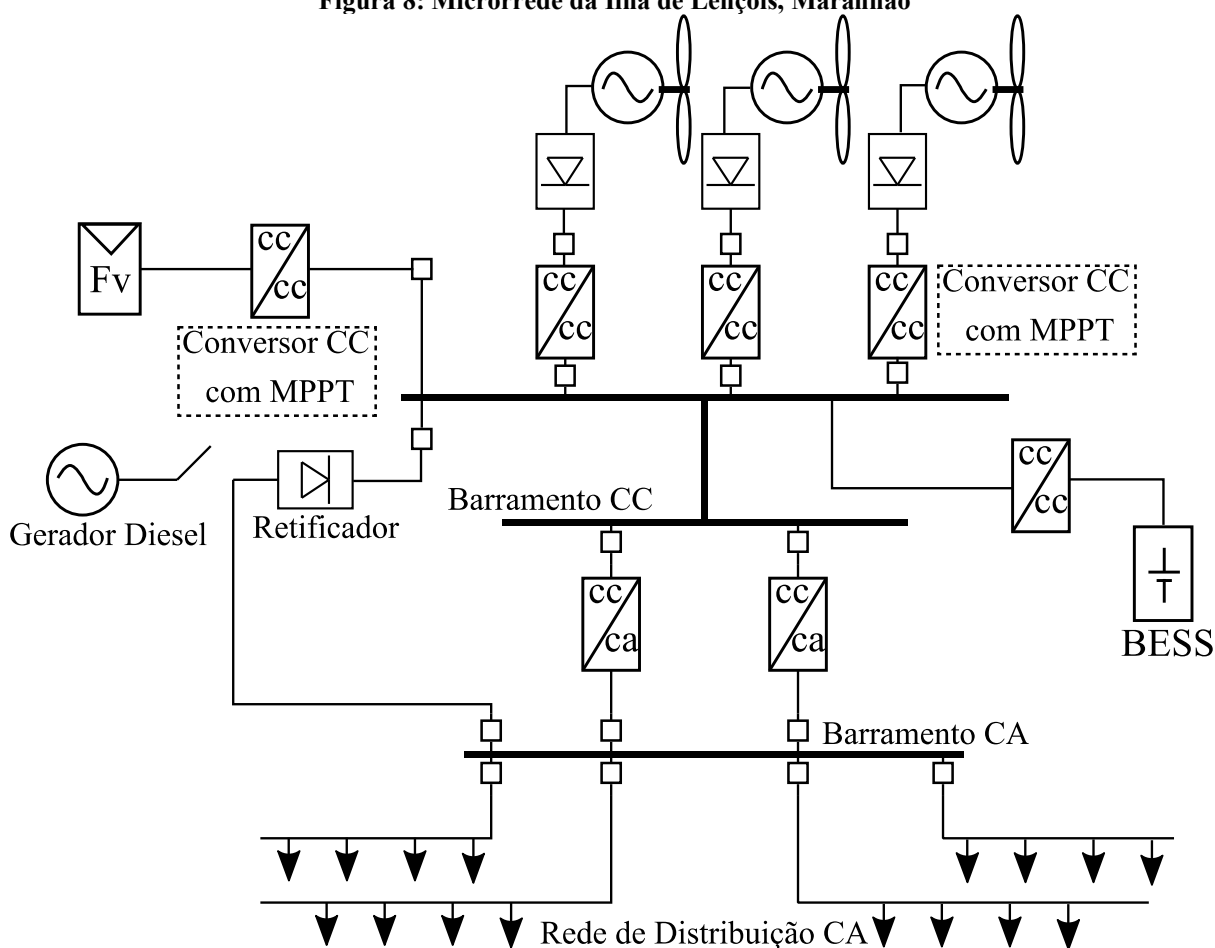 Figura 8: Microrrede da Ilha de Lençóis, Maranhão
cc
cc
Fv
cc
cc
cc
cc
cc
cc
Conversor CC
com MPPT
Conversor CC
com MPPT
Gerador Diesel
Retificador
Barramento CC
cc
cc
BESS
cc
ca
cc
ca
Barramento CA
Rede de Distribuição CA